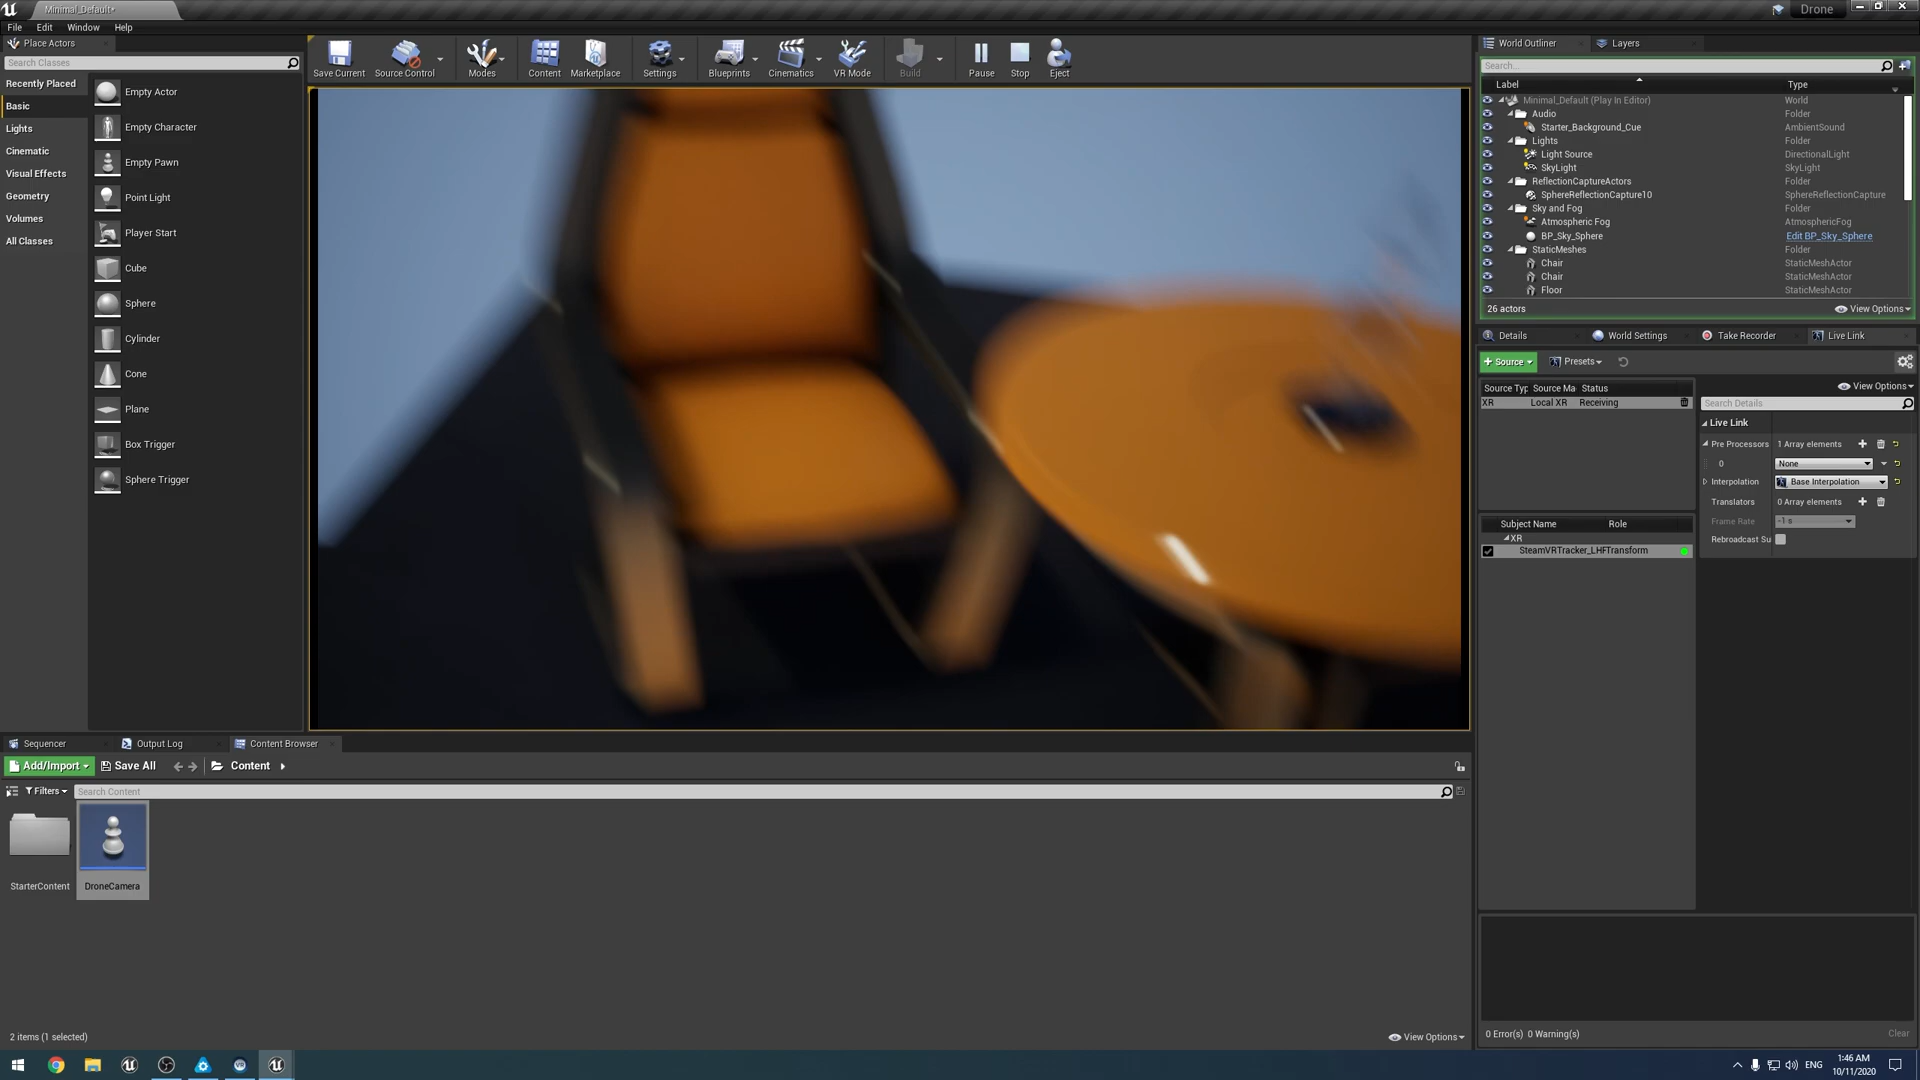 Minimal_Default*
Drone
File Edit Window Help
Place Actors
Search Classes
Recently Placed
Basic
Lights
Cinematic
Visual Effects
Geometry
Volumes
All Classes
Empty Actor
Empty Character
Empty Pawn
Point Light
Player Start
Cube
Sphere
Cylinder
Cone
Plane
Box Trigger
Sphere Trigger
Save Current Source Control Modes Content Marketplace Settings Blueprints Cinematics VR Mode Build Pause Stop Eject
World Outliner Layers
Search...
Label Type
Minimal_Default (Play In Editor) World
Audio Folder
Starter_Background_Cue AmbientSound
Lights Folder
Light Source DirectionalLight
SkyLight SkyLight
ReflectionCaptureActors Folder
SphereReflectionCapture10 SphereReflectionCapture
Sky and Fog Folder
Atmospheric Fog AtmosphericFog
BP_Sky_Sphere Edit BP_Sky_Sphere
StaticMeshes Folder
Chair StaticMeshActor
Chair StaticMeshActor
Floor StaticMeshActor
26 actors View Options
Details World Settings Take Recorder Live Link
Source Presets
View Options
Source Typ Source Ma Status
XR Local XR Receiving
Search Details
Live Link
Pre Processors 1 Array elements
0 None
Interpolation Base Interpolation
Translators 0 Array elements
Frame Rate -1 s
Rebroadcast Su
Subject Name Role
XR
SteamVRTracker_LHFTransform
0 Error(s) 0 Warning(s) Clear
Sequencer Output Log Content Browser
Add/Import Save All Content
Filters Search Content
StarterContent DroneCamera
2 items (1 selected) View Options
ENG
1:46 AM
10/11/2020